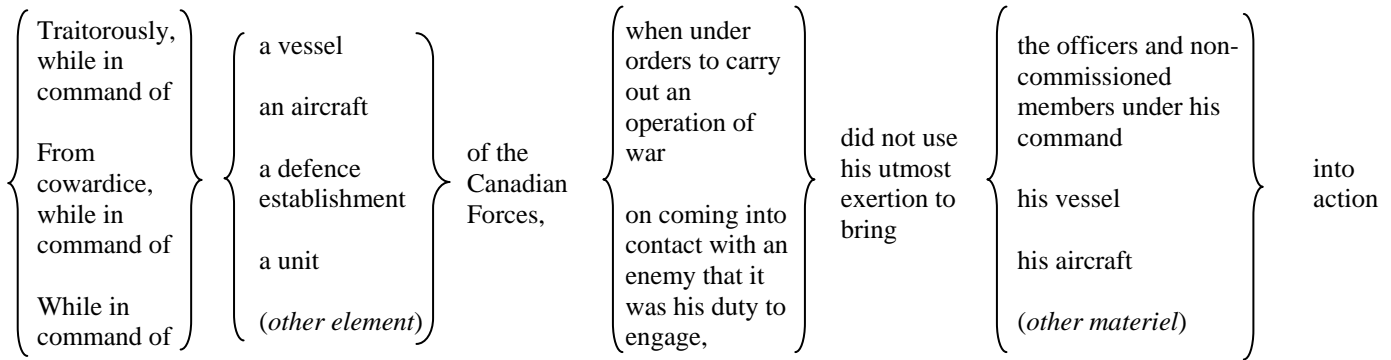 Traitorously,
while in
command of
From
cowardice,
while in
command of
While in
command of
a vessel
an aircraft
a defence
establishment
a unit
(other element)
of the
Canadian
Forces,
when under
orders to carry
out an
operation of
war
on coming into
contact with an
enemy that it
was his duty to
engage,
did not use
his utmost
exertion to
bring
the officers and non-
commissioned
members under his
command
his vessel
his aircraft
(other materiel)
into
action